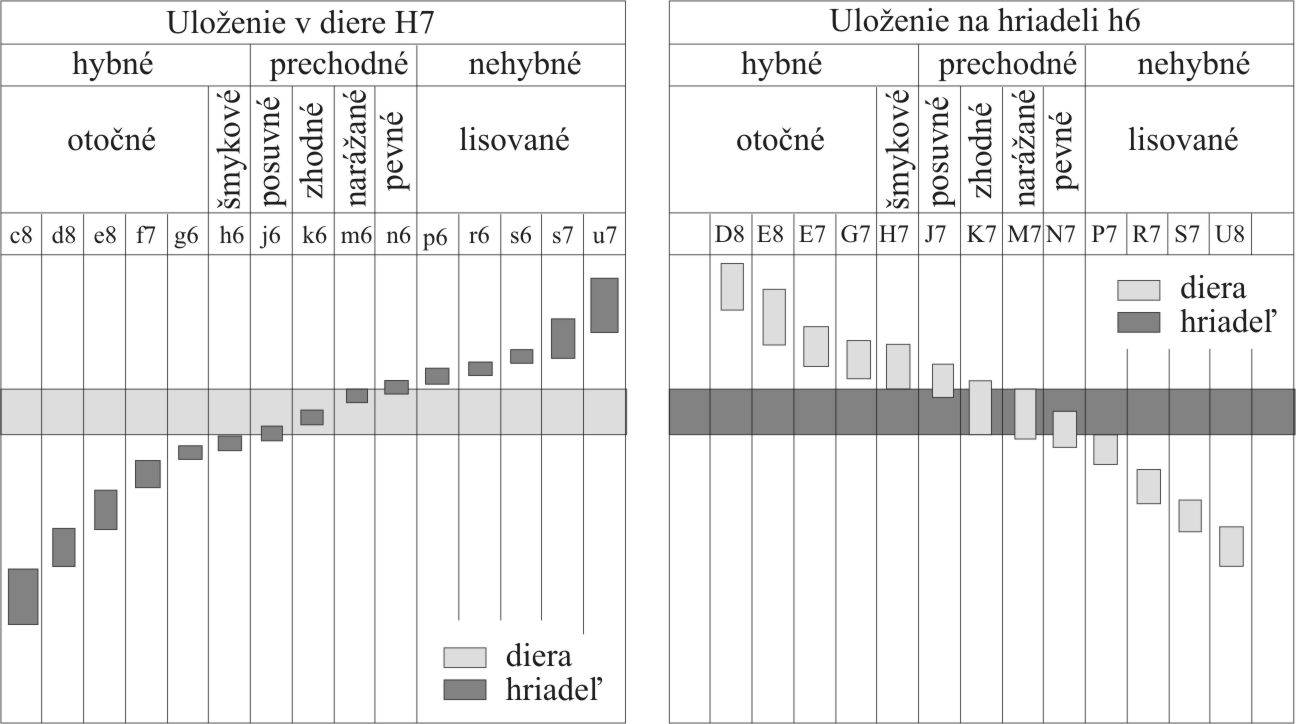 Uloženie v diere H7
hybné prechodné nehybné
otočné šmykové posuvné zhodné narážané pevné lisované
c8 d8 e8 f7 g6 h6 j6 k6 m6 n6 p6 r6 s6 s7 u7
diera
hriadeľ
Uloženie na hriadeli h6
hybné prechodné nehybné
otočné šmykové posuvné zhodné narážané pevné lisované
D8 E8 E7 G7 H7 J7 K7 M7 N7 P7 R7 S7 U8
diera
hriadeľ